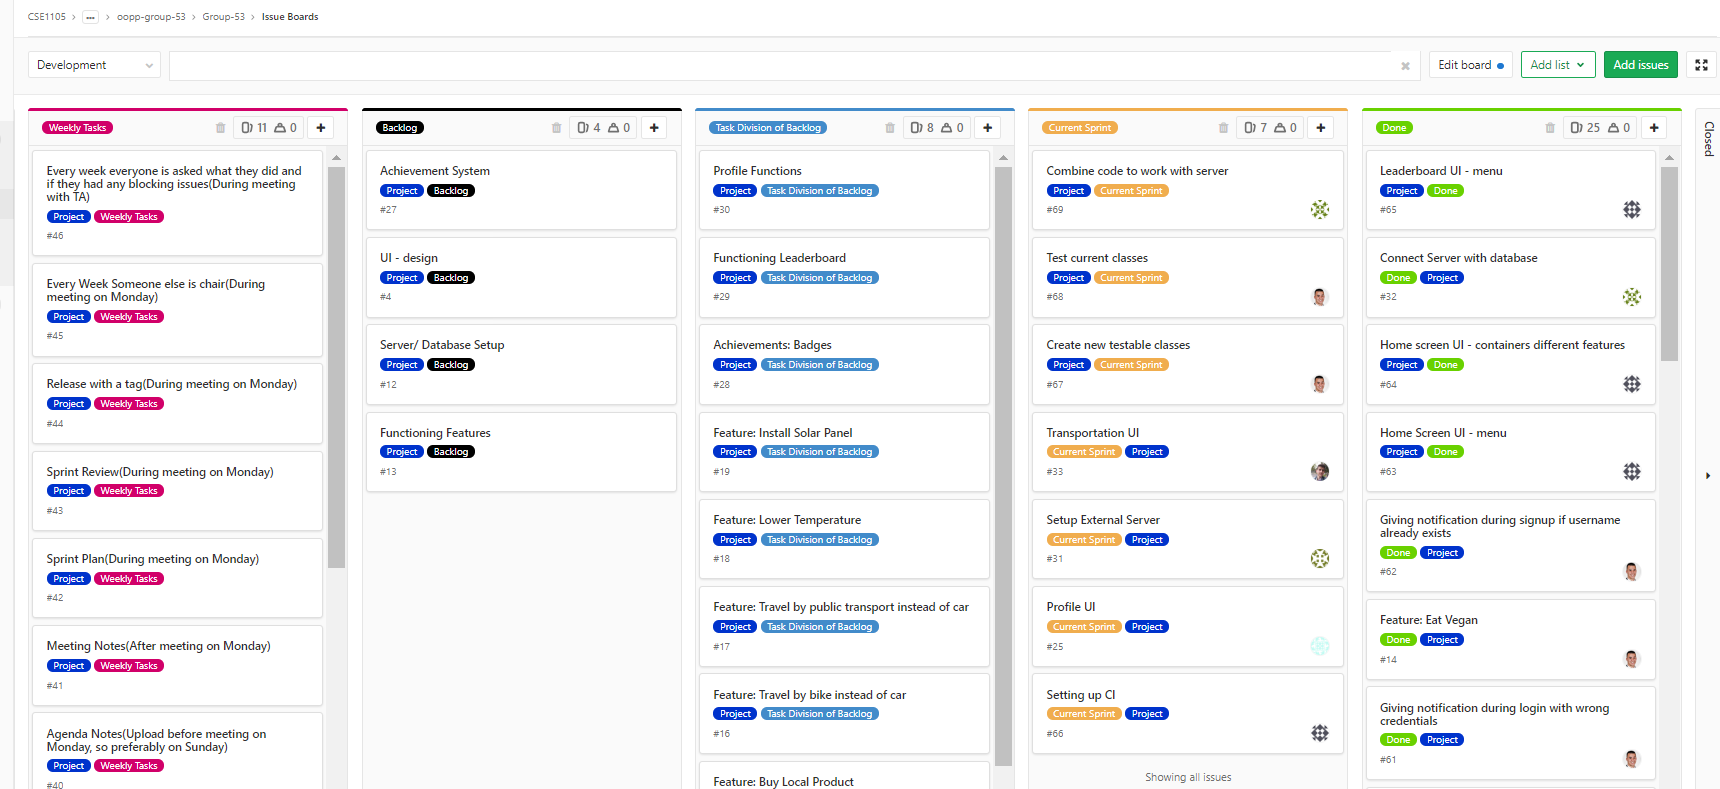 CSE1105 > ... > oopp-group-53 > Group-53 > Issue Boards
Development
Edit board
Add list
Add issues
Weekly Tasks
11 0
Every week everyone is asked what they did and
if they had any blocking issues(During meeting
with TA)
Project Weekly Tasks
#46
Every Week Someone else is chair(During
meeting on Monday)
Project Weekly Tasks
#45
Release with a tag(During meeting on Monday)
Project Weekly Tasks
#44
Sprint Review(During meeting on Monday)
Project Weekly Tasks
#43
Sprint Plan(During meeting on Monday)
Project Weekly Tasks
#42
Meeting Notes(After meeting on Monday)
Project Weekly Tasks
#41
Agenda Notes(Upload before meeting on
Monday, so preferably on Sunday)
Project Weekly Tasks
#40
Backlog
4 0
Achievement System
Project Backlog
#27
UI - design
Project Backlog
#4
Server/ Database Setup
Project Backlog
#12
Functioning Features
Project Backlog
#13
Task Division of Backlog
8 0
Profile Functions
Project Task Division of Backlog
#30
Functioning Leaderboard
Project Task Division of Backlog
#29
Achievements: Badges
Project Task Division of Backlog
#28
Feature: Install Solar Panel
Project Task Division of Backlog
#19
Feature: Lower Temperature
Project Task Division of Backlog
#18
Feature: Travel by public transport instead of car
Project Task Division of Backlog
#17
Feature: Travel by bike instead of car
Project Task Division of Backlog
#16
Feature: Buy Local Product
Current Sprint
7 0
Combine code to work with server
Project Current Sprint
#69
Test current classes
Project Current Sprint
#68
Create new testable classes
Project Current Sprint
#67
Transportation UI
Current Sprint Project
#33
Setup External Server
Current Sprint Project
#31
Profile UI
Current Sprint Project
#25
Setting up CI
Current Sprint Project
#66
Showing all issues
Done
25 0
Leaderboard UI - menu
Project Done
#65
Connect Server with database
Done Project
#32
Home screen UI - containers different features
Project Done
#64
Home Screen UI - menu
Project Done
#63
Giving notification during signup if username
already exists
Done Project
#62
Feature: Eat Vegan
Done Project
#14
Giving notification during login with wrong
credentials
Done Project
#61
Closed